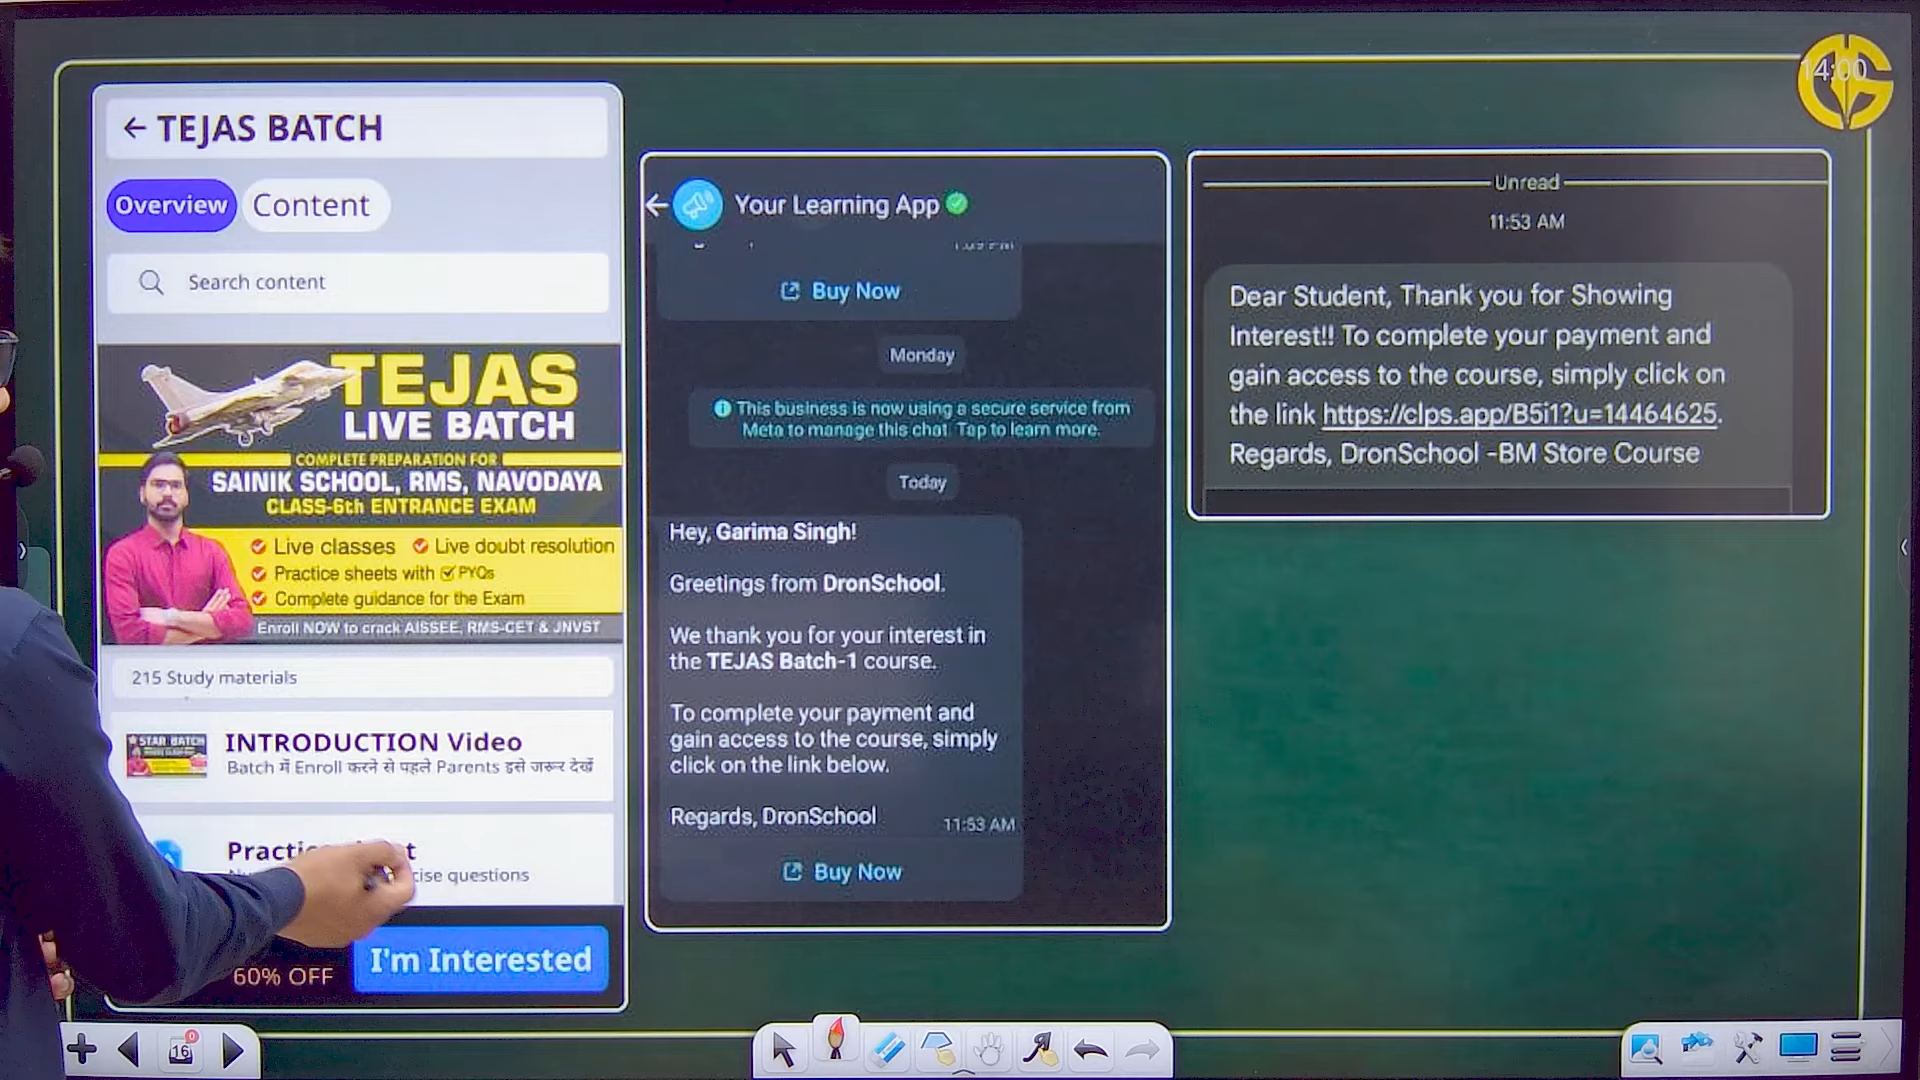 14:00
← TEJAS BATCH
Overview Content
Search content
TEJAS
LIVE BATCH
COMPLETE PREPARATION FOR
SAINIK SCHOOL, RMS, NAVODAYA
CLASS-6th ENTRANCE EXAM
Live classes Live doubt resolution
Practice sheets with PYQs
Complete guidance for the Exam
Enroll NOW to crack AISSEE, RMS-CET & JNVST
215 Study materials
STAR BATCH
INTRODUCTION Video
Batch में Enroll करने से पहले Parents इसे जरूर देखें
questions
60% OFF
I'm Interested
Your Learning App
Buy Now
Monday
This business is now using a secure service from
Meta to manage this chat. Tap to learn more.
Today
Hey, Garima Singh!
Greetings from DronSchool.
We thank you for your interest in
the TEJAS Batch-1 course.
To complete your payment and
gain access to the course, simply
click on the link below.
Regards, DronSchool
11:53 AM
Buy Now
Unread
11:53 AM
Dear Student, Thank you for Showing
Interest!! To complete your payment and
gain access to the course, simply click on
the link https://clps.app/B5i1?u=14464625.
Regards, DronSchool -BM Store Course
0
16